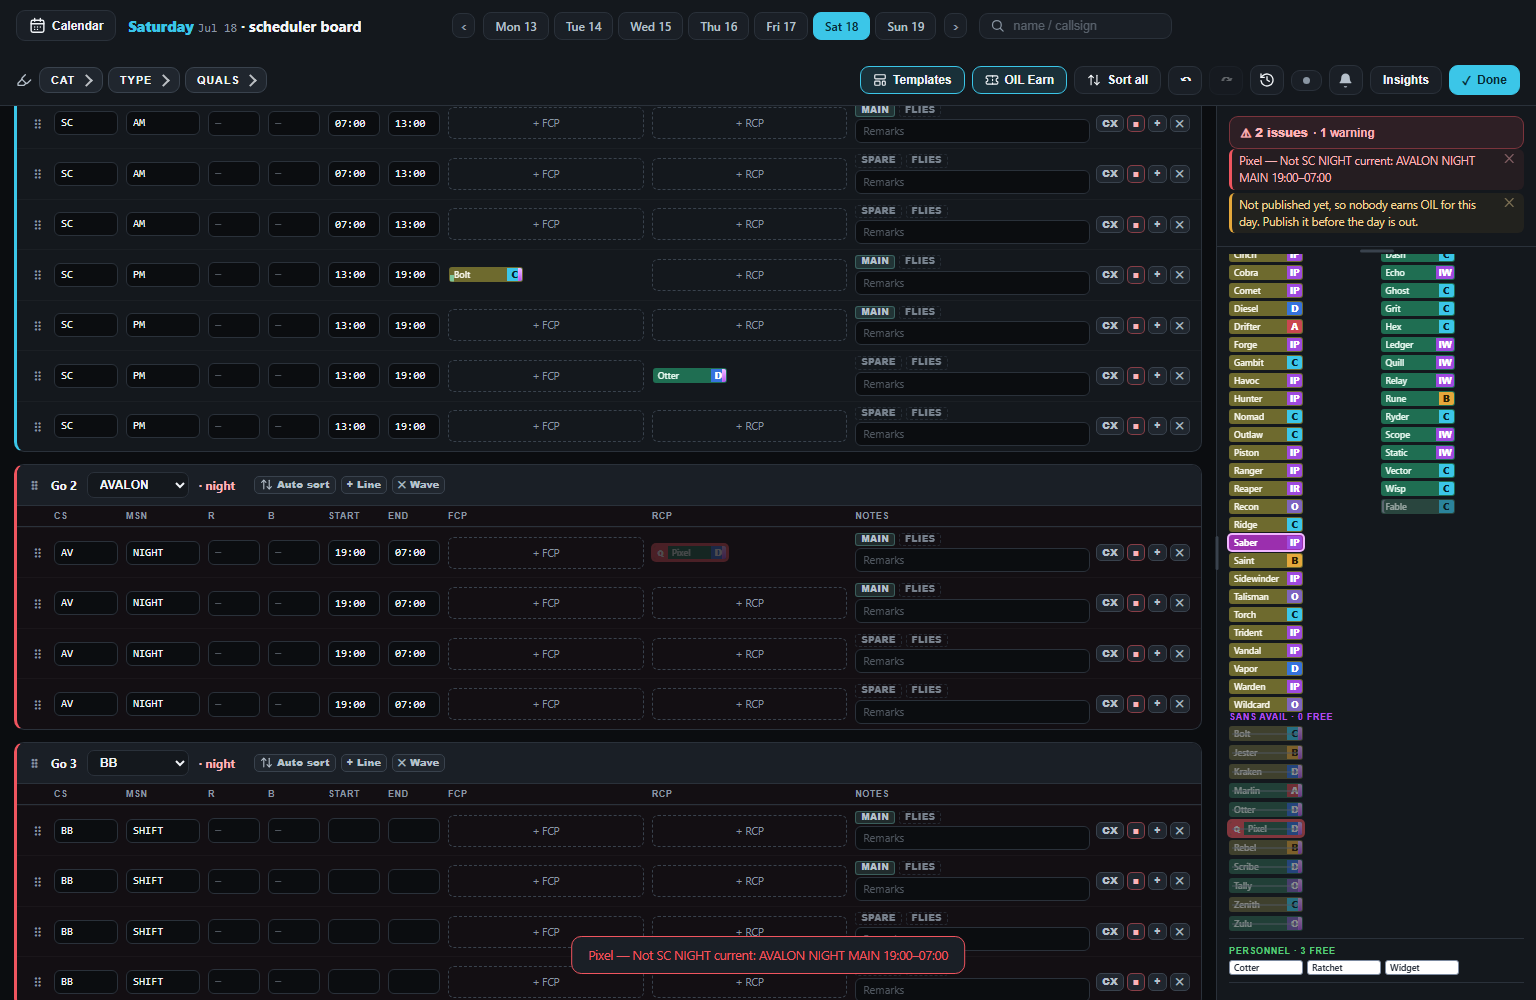 Calendar
Saturday Jul 18 · scheduler board
‹ Mon 13 Tue 14 Wed 15 Thu 16 Fri 17 Sat 18 Sun 19 ›
name / callsign
CAT TYPE QUALS
Templates OIL Earn Sort all Insights ✓ Done
SC AM – – 07:00 13:00 + FCP + RCP MAIN FLIES Remarks CX
SC AM – – 07:00 13:00 + FCP + RCP SPARE FLIES Remarks CX
SC AM – – 07:00 13:00 + FCP + RCP SPARE FLIES Remarks CX
SC PM – – 13:00 19:00 Bolt C + RCP MAIN FLIES Remarks CX
SC PM – – 13:00 19:00 + FCP + RCP MAIN FLIES Remarks CX
SC PM – – 13:00 19:00 + FCP Otter D SPARE FLIES Remarks CX
SC PM – – 13:00 19:00 + FCP + RCP SPARE FLIES Remarks CX
Go 2 AVALON · night Auto sort + Line × Wave
CS MSN R B START END FCP RCP NOTES
AV NIGHT – – 19:00 07:00 + FCP Q Pixel D MAIN FLIES Remarks CX
AV NIGHT – – 19:00 07:00 + FCP + RCP MAIN FLIES Remarks CX
AV NIGHT – – 19:00 07:00 + FCP + RCP SPARE FLIES Remarks CX
AV NIGHT – – 19:00 07:00 + FCP + RCP SPARE FLIES Remarks CX
Go 3 BB · night Auto sort + Line × Wave
CS MSN R B START END FCP RCP NOTES
BB SHIFT – – + FCP + RCP MAIN FLIES Remarks CX
BB SHIFT – – + FCP + RCP MAIN FLIES Remarks CX
BB SHIFT – – + FCP + RCP SPARE FLIES CX
BB SHIFT – – + FCP + RCP SPARE FLIES Remarks CX
Pixel — Not SC NIGHT current: AVALON NIGHT MAIN 19:00–07:00
⚠ 2 issues · 1 warning
Pixel — Not SC NIGHT current: AVALON NIGHT
MAIN 19:00–07:00
Not published yet, so nobody earns OIL for this
day. Publish it before the day is out.
Cinch IP
Cobra IP
Comet IP
Diesel D
Drifter A
Forge IP
Gambit C
Havoc IP
Hunter IP
Nomad C
Outlaw C
Piston IP
Ranger IP
Reaper IR
Recon O
Ridge C
Saber IP
Saint B
Sidewinder IP
Talisman O
Torch C
Trident IP
Vandal IP
Vapor D
Warden IP
Wildcard O
Dash C
Echo IW
Ghost C
Grit C
Hex C
Ledger IW
Quill IW
Relay IW
Rune B
Ryder C
Scope IW
Static IW
Vector C
Wisp C
Fable C
SANS AVAIL · 0 FREE
Bolt C
Jester B
Kraken D
Marlin A
Otter D
Q Pixel D
Rebel B
Scribe D
Tally O
Zenith C
Zulu O
PERSONNEL · 3 FREE
Cotter Ratchet Widget